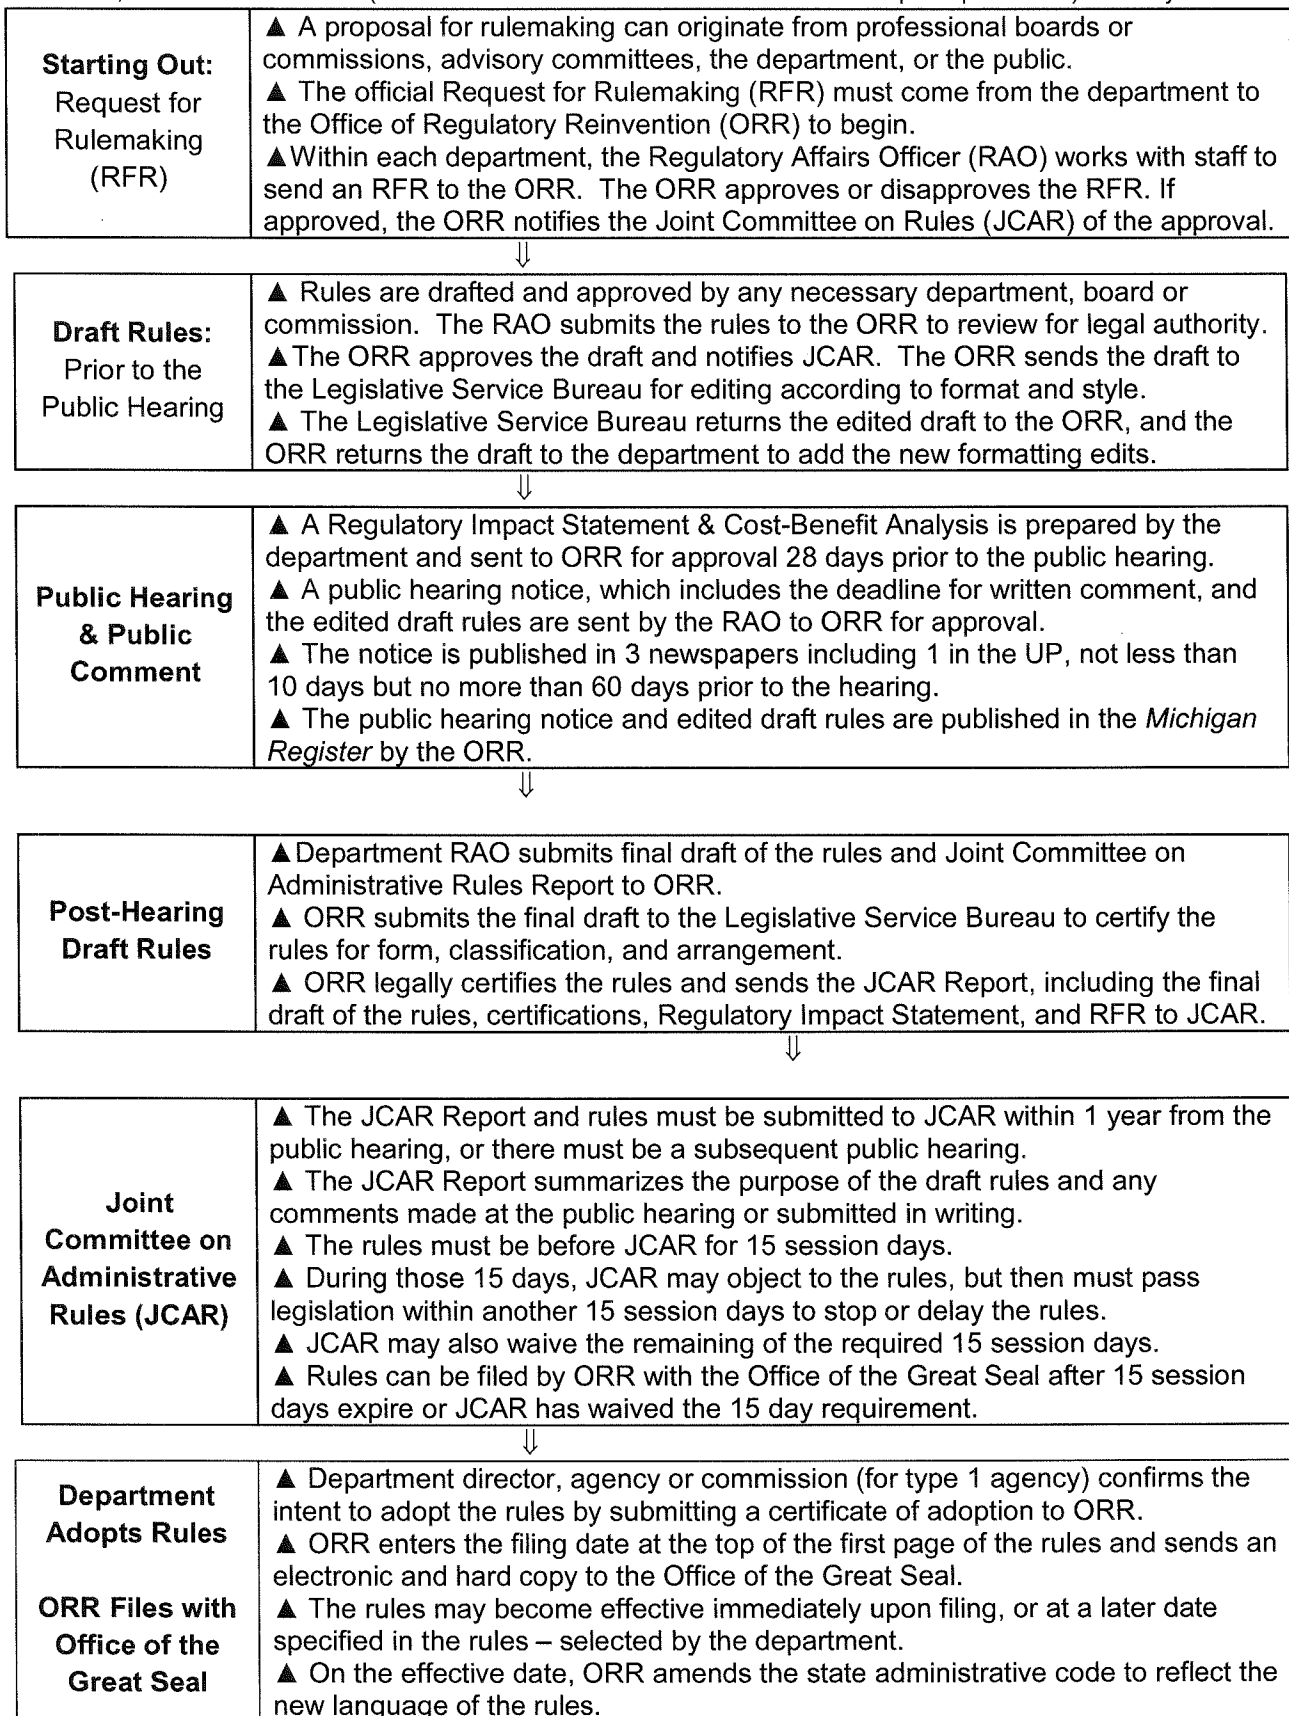 Starting Out:
Request for
Rulemaking
(RFR)
▲ A proposal for rulemaking can originate from professional boards or
commissions, advisory committees, the department, or the public.
▲ The official Request for Rulemaking (RFR) must come from the department to
the Office of Regulatory Reinvention (ORR) to begin.
▲Within each department, the Regulatory Affairs Officer (RAO) works with staff to
send an RFR to the ORR. The ORR approves or disapproves the RFR. If
approved, the ORR notifies the Joint Committee on Rules (JCAR) of the approval.
⇓
Draft Rules:
Prior to the
Public Hearing
▲ Rules are drafted and approved by any necessary department, board or
commission. The RAO submits the rules to the ORR to review for legal authority.
▲The ORR approves the draft and notifies JCAR. The ORR sends the draft to
the Legislative Service Bureau for editing according to format and style.
▲ The Legislative Service Bureau returns the edited draft to the ORR, and the
ORR returns the draft to the department to add the new formatting edits.
⇓
Public Hearing
& Public
Comment
▲ A Regulatory Impact Statement & Cost-Benefit Analysis is prepared by the
department and sent to ORR for approval 28 days prior to the public hearing.
▲ A public hearing notice, which includes the deadline for written comment, and
the edited draft rules are sent by the RAO to ORR for approval.
▲ The notice is published in 3 newspapers including 1 in the UP, not less than
10 days but no more than 60 days prior to the hearing.
▲ The public hearing notice and edited draft rules are published in the Michigan
Register by the ORR.
⇓
Post-Hearing
Draft Rules
▲Department RAO submits final draft of the rules and Joint Committee on
Administrative Rules Report to ORR.
▲ ORR submits the final draft to the Legislative Service Bureau to certify the
rules for form, classification, and arrangement.
▲ ORR legally certifies the rules and sends the JCAR Report, including the final
draft of the rules, certifications, Regulatory Impact Statement, and RFR to JCAR.
⇓
Joint
Committee on
Administrative
Rules (JCAR)
▲ The JCAR Report and rules must be submitted to JCAR within 1 year from the
public hearing, or there must be a subsequent public hearing.
▲ The JCAR Report summarizes the purpose of the draft rules and any
comments made at the public hearing or submitted in writing.
▲ The rules must be before JCAR for 15 session days.
▲ During those 15 days, JCAR may object to the rules, but then must pass
legislation within another 15 session days to stop or delay the rules.
▲ JCAR may also waive the remaining of the required 15 session days.
▲ Rules can be filed by ORR with the Office of the Great Seal after 15 session
days expire or JCAR has waived the 15 day requirement.
⇓
Department
Adopts Rules
ORR Files with
Office of the
Great Seal
▲ Department director, agency or commission (for type 1 agency) confirms the
intent to adopt the rules by submitting a certificate of adoption to ORR.
▲ ORR enters the filing date at the top of the first page of the rules and sends an
electronic and hard copy to the Office of the Great Seal.
▲ The rules may become effective immediately upon filing, or at a later date
specified in the rules – selected by the department.
▲ On the effective date, ORR amends the state administrative code to reflect the
new language of the rules.